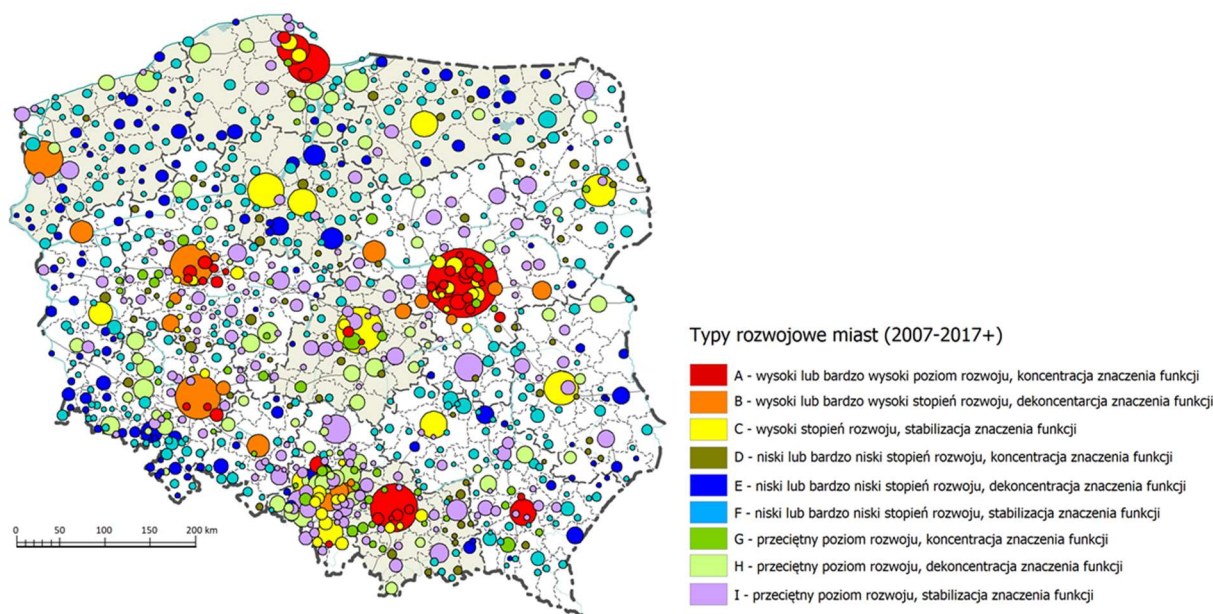 Typy rozwojowe miast (2007-2017+)
A - wysoki lub bardzo wysoki poziom rozwoju, koncentracja znaczenia funkcji
B - wysoki lub bardzo wysoki stopień rozwoju, dekoncentarcja znaczenia funkcji
C - wysoki stopień rozwoju, stabilizacja znaczenia funkcji
D - niski lub bardzo niski stopień rozwoju, koncentracja znaczenia funkcji
E - niski lub bardzo niski stopień rozwoju, dekoncentracja znaczenia funkcji
F - niski lub bardzo niski stopień rozwoju, stabilizacja znaczenia funkcji
G - przeciętny poziom rozwoju, koncentracja znaczenia funkcji
H - przeciętny poziom rozwoju, dekoncentracja znaczenia funkcji
I - przeciętny poziom rozwoju, stabilizacja znaczenia funkcji
0 50 100 150 200 km